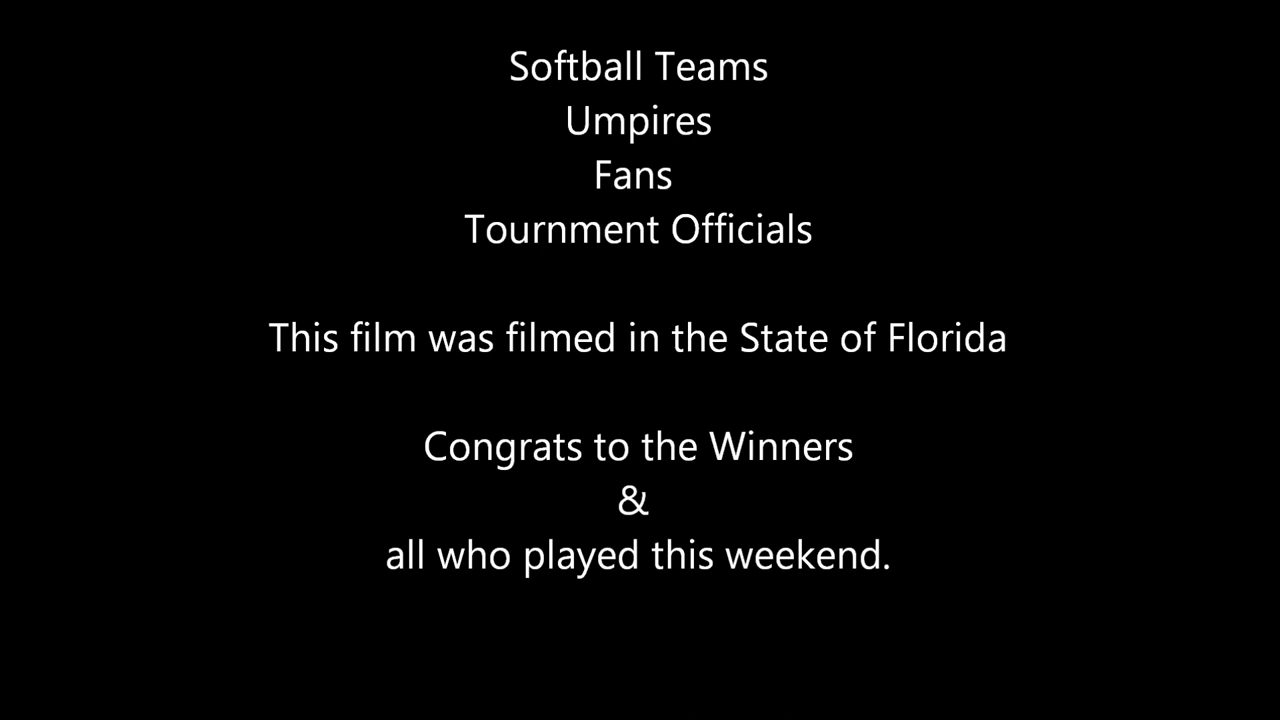 Softball Teams
Umpires
Fans
Tournment Officials
This film was filmed in the State of Florida
Congrats to the Winners
&
all who played this weekend.